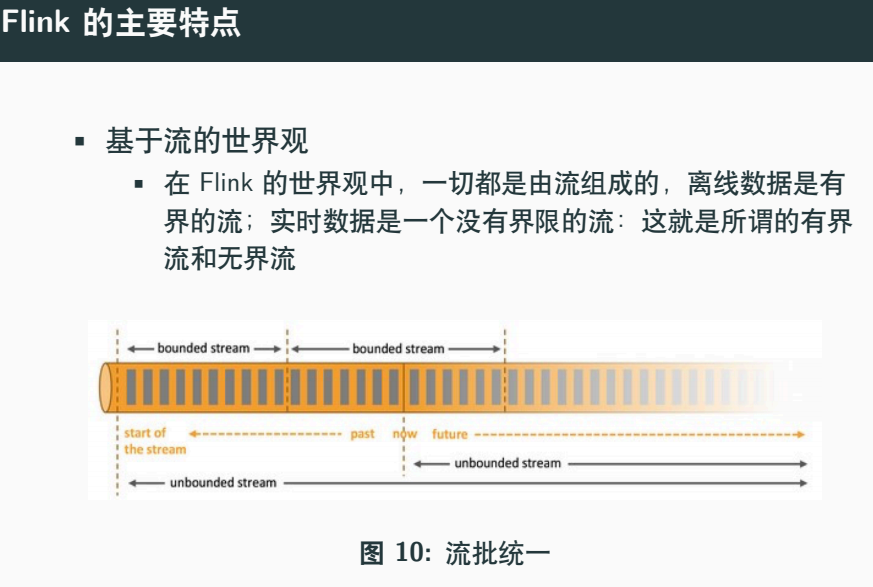 Flink 的主要特点
▪ 基于流的世界观
▪ 在 Flink 的世界观中，一切都是由流组成的，离线数据是有
界的流；实时数据是一个没有界限的流：这就是所谓的有界
流和无界流
bounded stream bounded stream
start of past now future
the stream
unbounded stream
unbounded stream
图 10: 流批统一